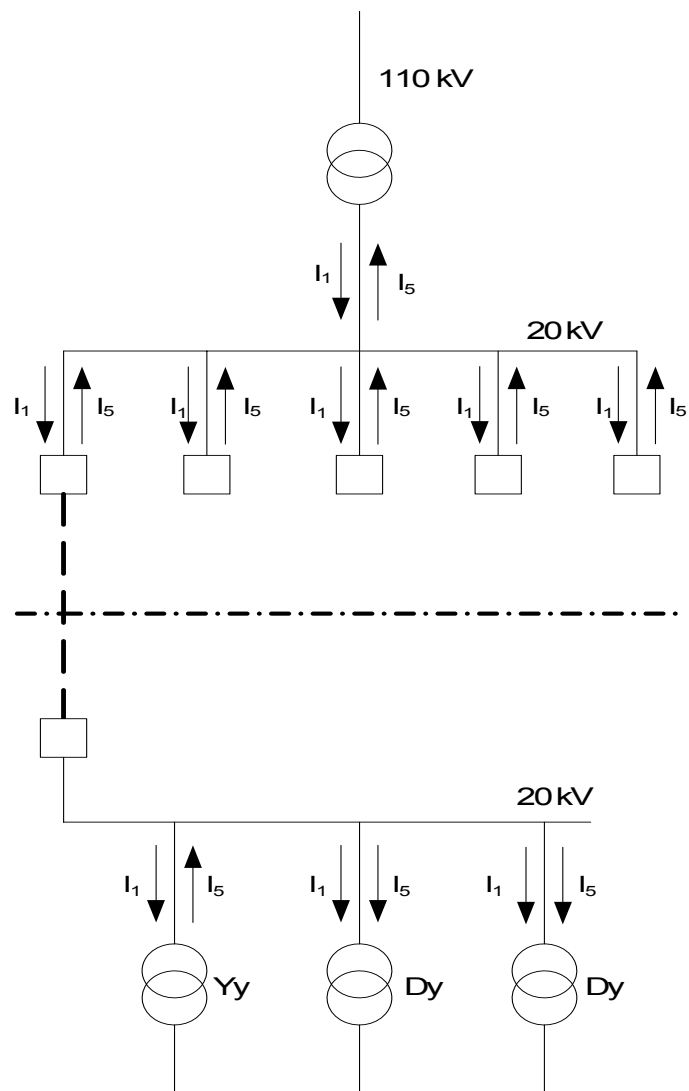 110 kV
I₁ I₅
20 kV
I₁ I₅ I₁ I₅ I₁ I₅ I₁ I₅ I₁ I₅
20 kV
I₁ I₅ I₁ I₅ I₁ I₅
Yy Dy Dy